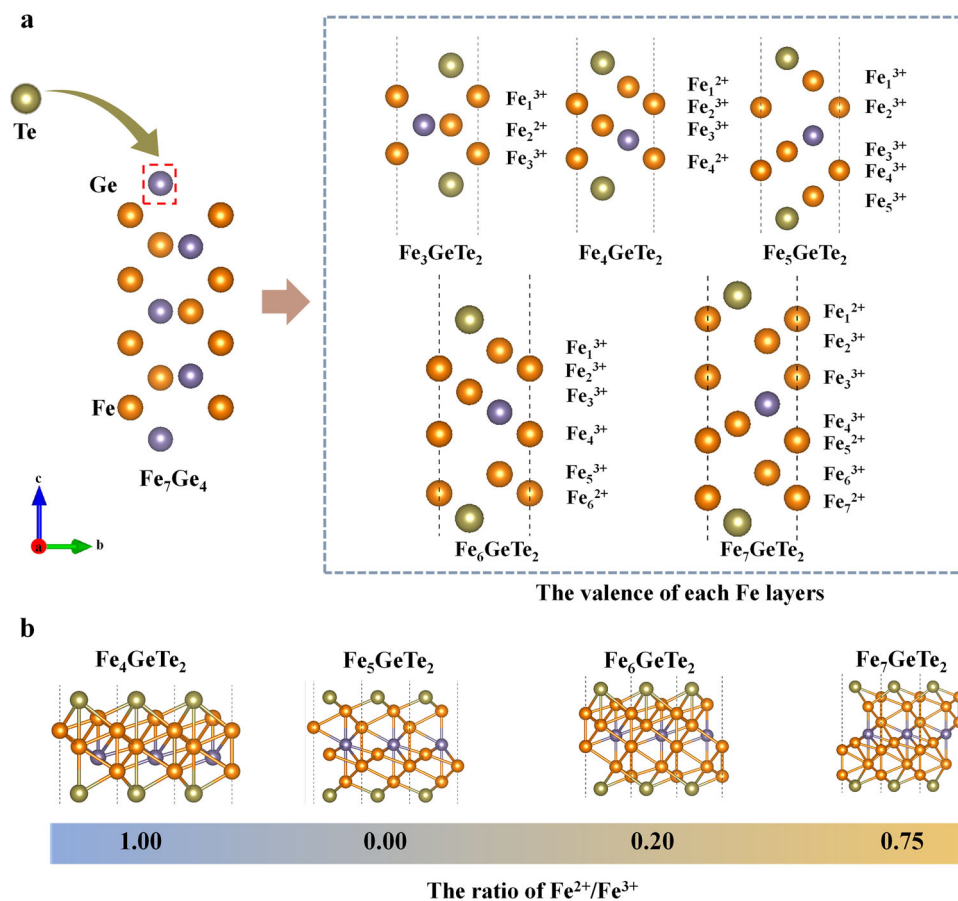 a
Te
Ge
Fe
Fe₇Ge₄
c
a
b
Fe₁³⁺
Fe₂²⁺
Fe₃³⁺
Fe₃GeTe₂
Fe₁²⁺
Fe₂³⁺
Fe₃³⁺
Fe₄²⁺
Fe₄GeTe₂
Fe₁³⁺
Fe₂³⁺
Fe₃³⁺
Fe₄³⁺
Fe₅³⁺
Fe₅GeTe₂
Fe₁³⁺
Fe₂³⁺
Fe₃³⁺
Fe₄³⁺
Fe₅³⁺
Fe₆²⁺
Fe₆GeTe₂
Fe₁²⁺
Fe₂³⁺
Fe₃³⁺
Fe₄³⁺
Fe₅²⁺
Fe₆³⁺
Fe₇²⁺
Fe₇GeTe₂
The valence of each Fe layers
b
Fe₄GeTe₂ Fe₅GeTe₂ Fe₆GeTe₂ Fe₇GeTe₂
1.00 0.00 0.20 0.75
The ratio of Fe²⁺/Fe³⁺